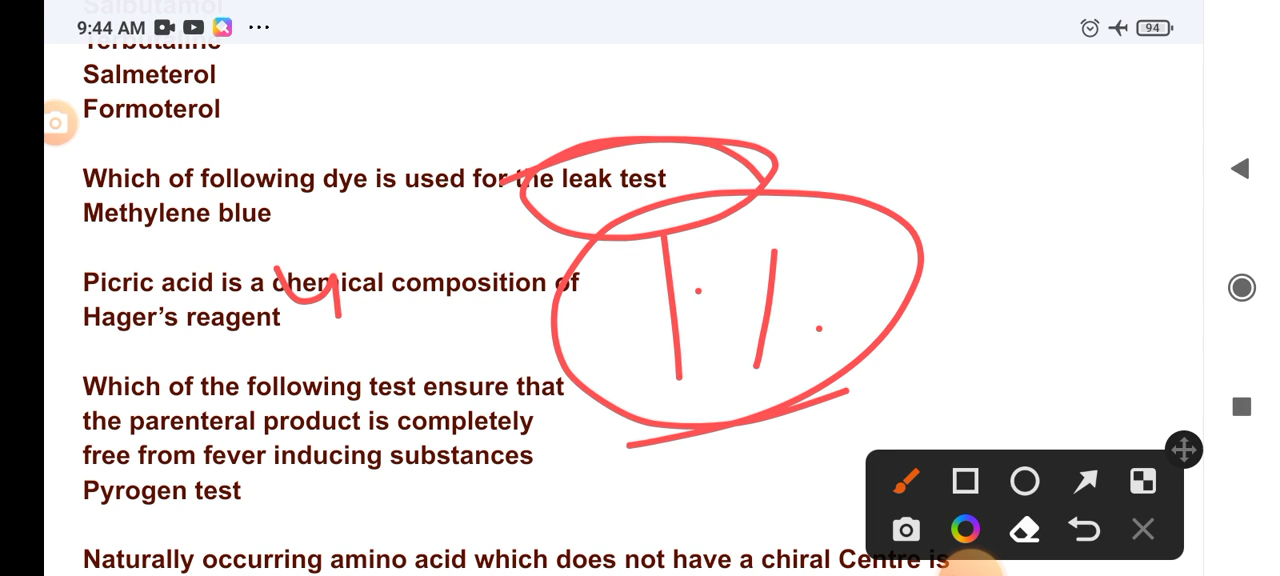 Salbutamol
9:44 AM
94
Terbutaline
Salmeterol
Formoterol
Which of following dye is used for the leak test
Methylene blue
Picric acid is a chemical composition of
Hager's reagent
Which of the following test ensure that
the parenteral product is completely
free from fever inducing substances
Pyrogen test
Naturally occurring amino acid which does not have a chiral Centre is